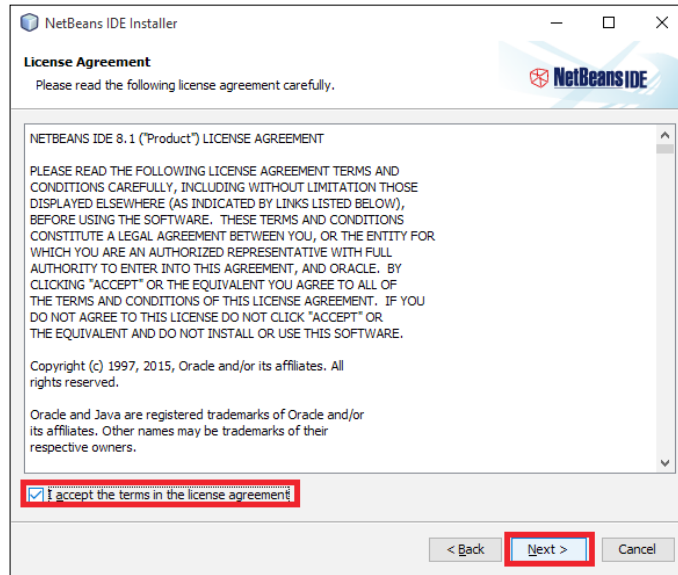 NetBeans IDE Installer
License Agreement
Please read the following license agreement carefully.
NetBeans IDE
NETBEANS IDE 8.1 ("Product") LICENSE AGREEMENT
PLEASE READ THE FOLLOWING LICENSE AGREEMENT TERMS AND
CONDITIONS CAREFULLY, INCLUDING WITHOUT LIMITATION THOSE
DISPLAYED ELSEWHERE (AS INDICATED BY LINKS LISTED BELOW),
BEFORE USING THE SOFTWARE.  THESE TERMS AND CONDITIONS
CONSTITUTE A LEGAL AGREEMENT BETWEEN YOU, OR THE ENTITY FOR
WHICH YOU ARE AN AUTHORIZED REPRESENTATIVE WITH FULL
AUTHORITY TO ENTER INTO THIS AGREEMENT, AND ORACLE.  BY
CLICKING "ACCEPT" OR THE EQUIVALENT YOU AGREE TO ALL OF
THE TERMS AND CONDITIONS OF THIS LICENSE AGREEMENT.  IF YOU
DO NOT AGREE TO THIS LICENSE DO NOT CLICK "ACCEPT" OR
THE EQUIVALENT AND DO NOT INSTALL OR USE THIS SOFTWARE.
Copyright (c) 1997, 2015, Oracle and/or its affiliates. All
rights reserved.
Oracle and Java are registered trademarks of Oracle and/or
its affiliates. Other names may be trademarks of their
respective owners.
I accept the terms in the license agreement
< Back
Next >
Cancel